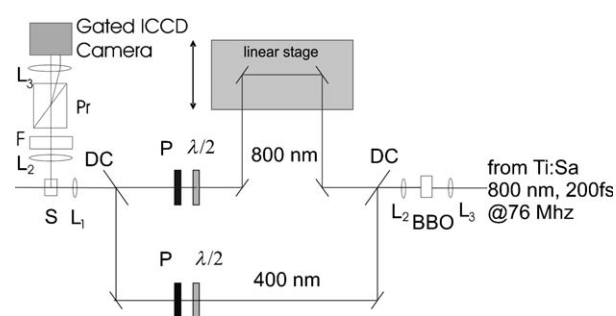 Gated ICCD
Camera
L3
Pr
F
L2
S
L1
DC
P
λ/2
linear stage
800 nm
DC
L2
BBO
L3
from Ti:Sa
800 nm, 200fs
@76 Mhz
P
λ/2
400 nm